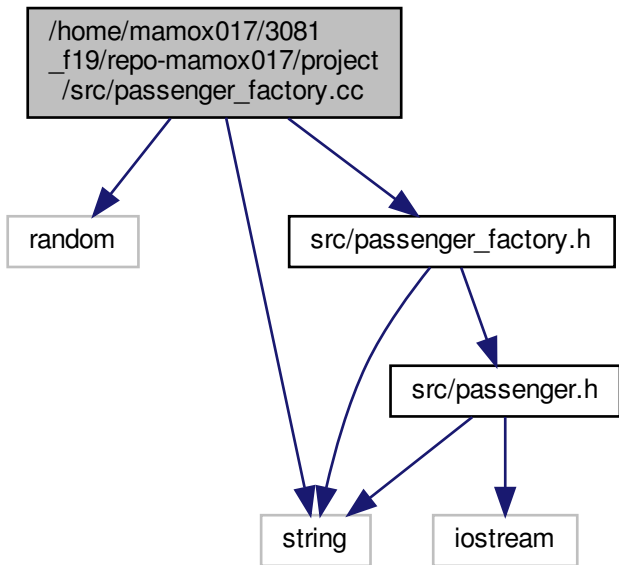 /home/mamox017/3081
_f19/repo-mamox017/project
/src/passenger_factory.cc
random
src/passenger_factory.h
src/passenger.h
string
iostream